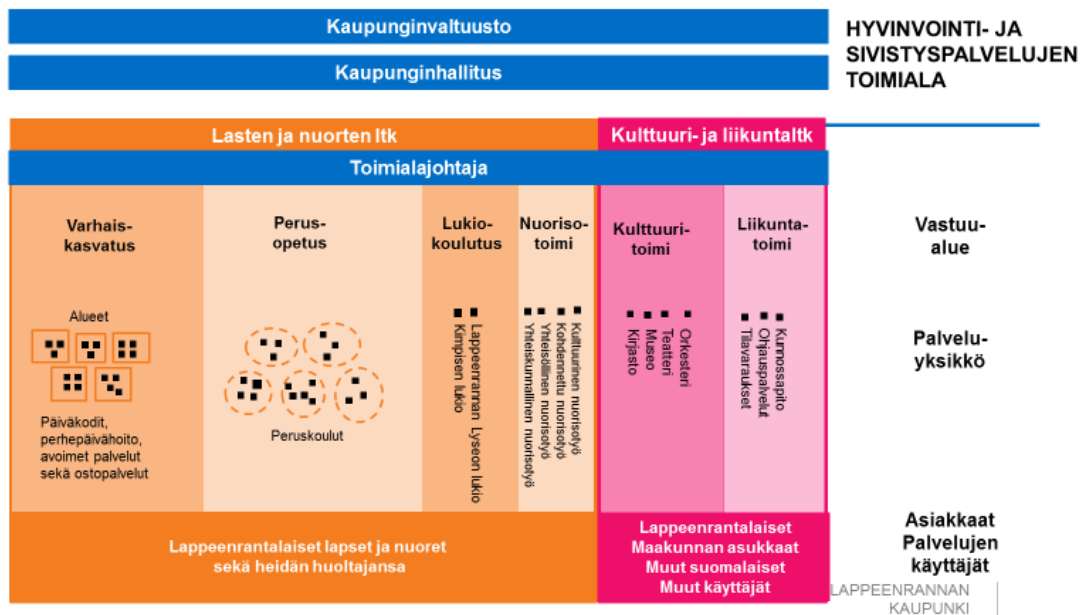 Kaupunginvaltuusto
HYVINVOINTI- JA
SIVISTYSPALVELUJEN
TOIMIALA
Kaupunginhallitus
Lasten ja nuorten ltk
Kulttuuri- ja liikuntaltk
Toimialajohtaja
Varhais-
kasvatus
Perus-
opetus
Lukio-
koulutus
Nuoriso-
toimi
Kulttuuri-
toimi
Liikunta-
toimi
Vastuu-
alue
Alueet
Päiväkodit,
perhepäivähoito,
avoimet palvelut
sekä ostopalvelut
Peruskoulut
Lappeenrannan Lyseon lukio
Kimpisen lukio
Kulttuurinen nuorisotyö
Kohdennettu nuorisotyö
Yhteisöllinen nuorisotyö
Yhteiskunnallinen nuorisotyö
Orkesteri
Teatteri
Museo
Kirjasto
Kunnossapito
Ohjauspalvelut
Tilavaraukset
Palvelu-
yksikkö
Lappeenrantalaiset lapset ja nuoret
sekä heidän huoltajansa
Lappeenrantalaiset
Maakunnan asukkaat
Muut suomalaiset
Muut käyttäjät
Asiakkaat
Palvelujen
käyttäjät
LAPPEENRANNAN
KAUPUNKI